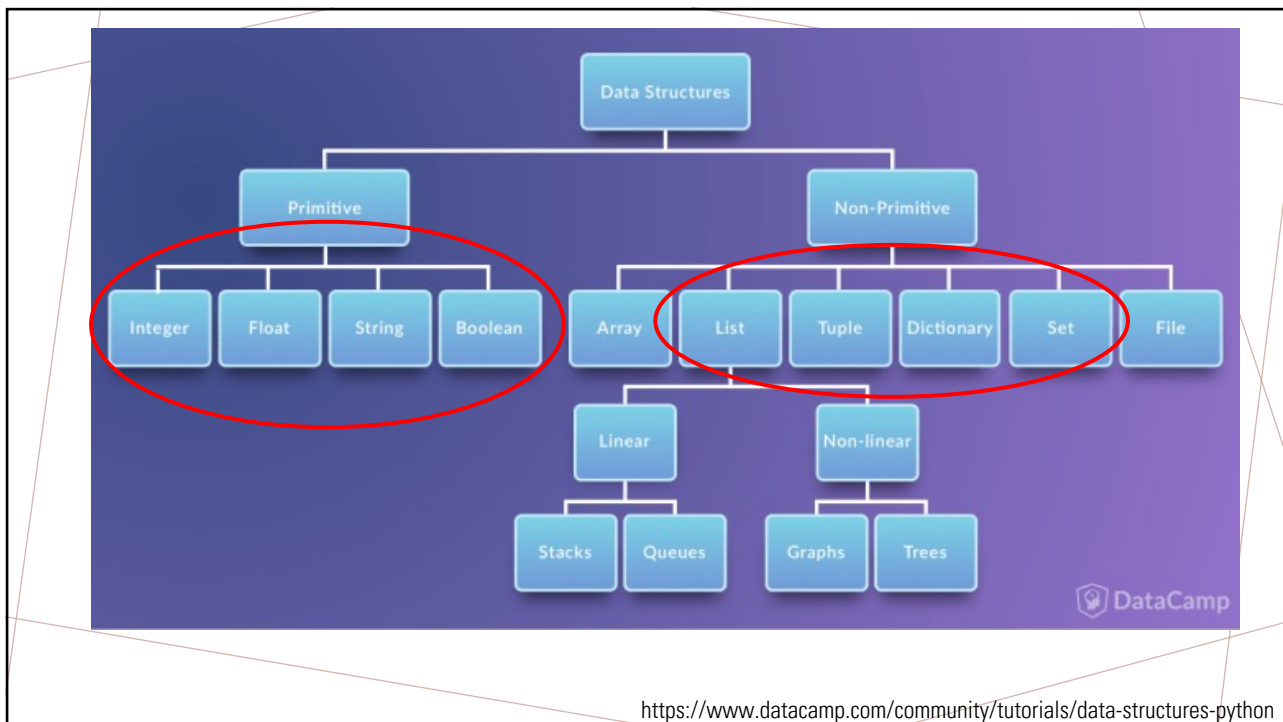 Data Structures
Primitive
Non-Primitive
Integer
Float
String
Boolean
Array
List
Tuple
Dictionary
Set
File
Linear
Non-linear
Stacks
Queues
Graphs
Trees
DataCamp
https://www.datacamp.com/community/tutorials/data-structures-python